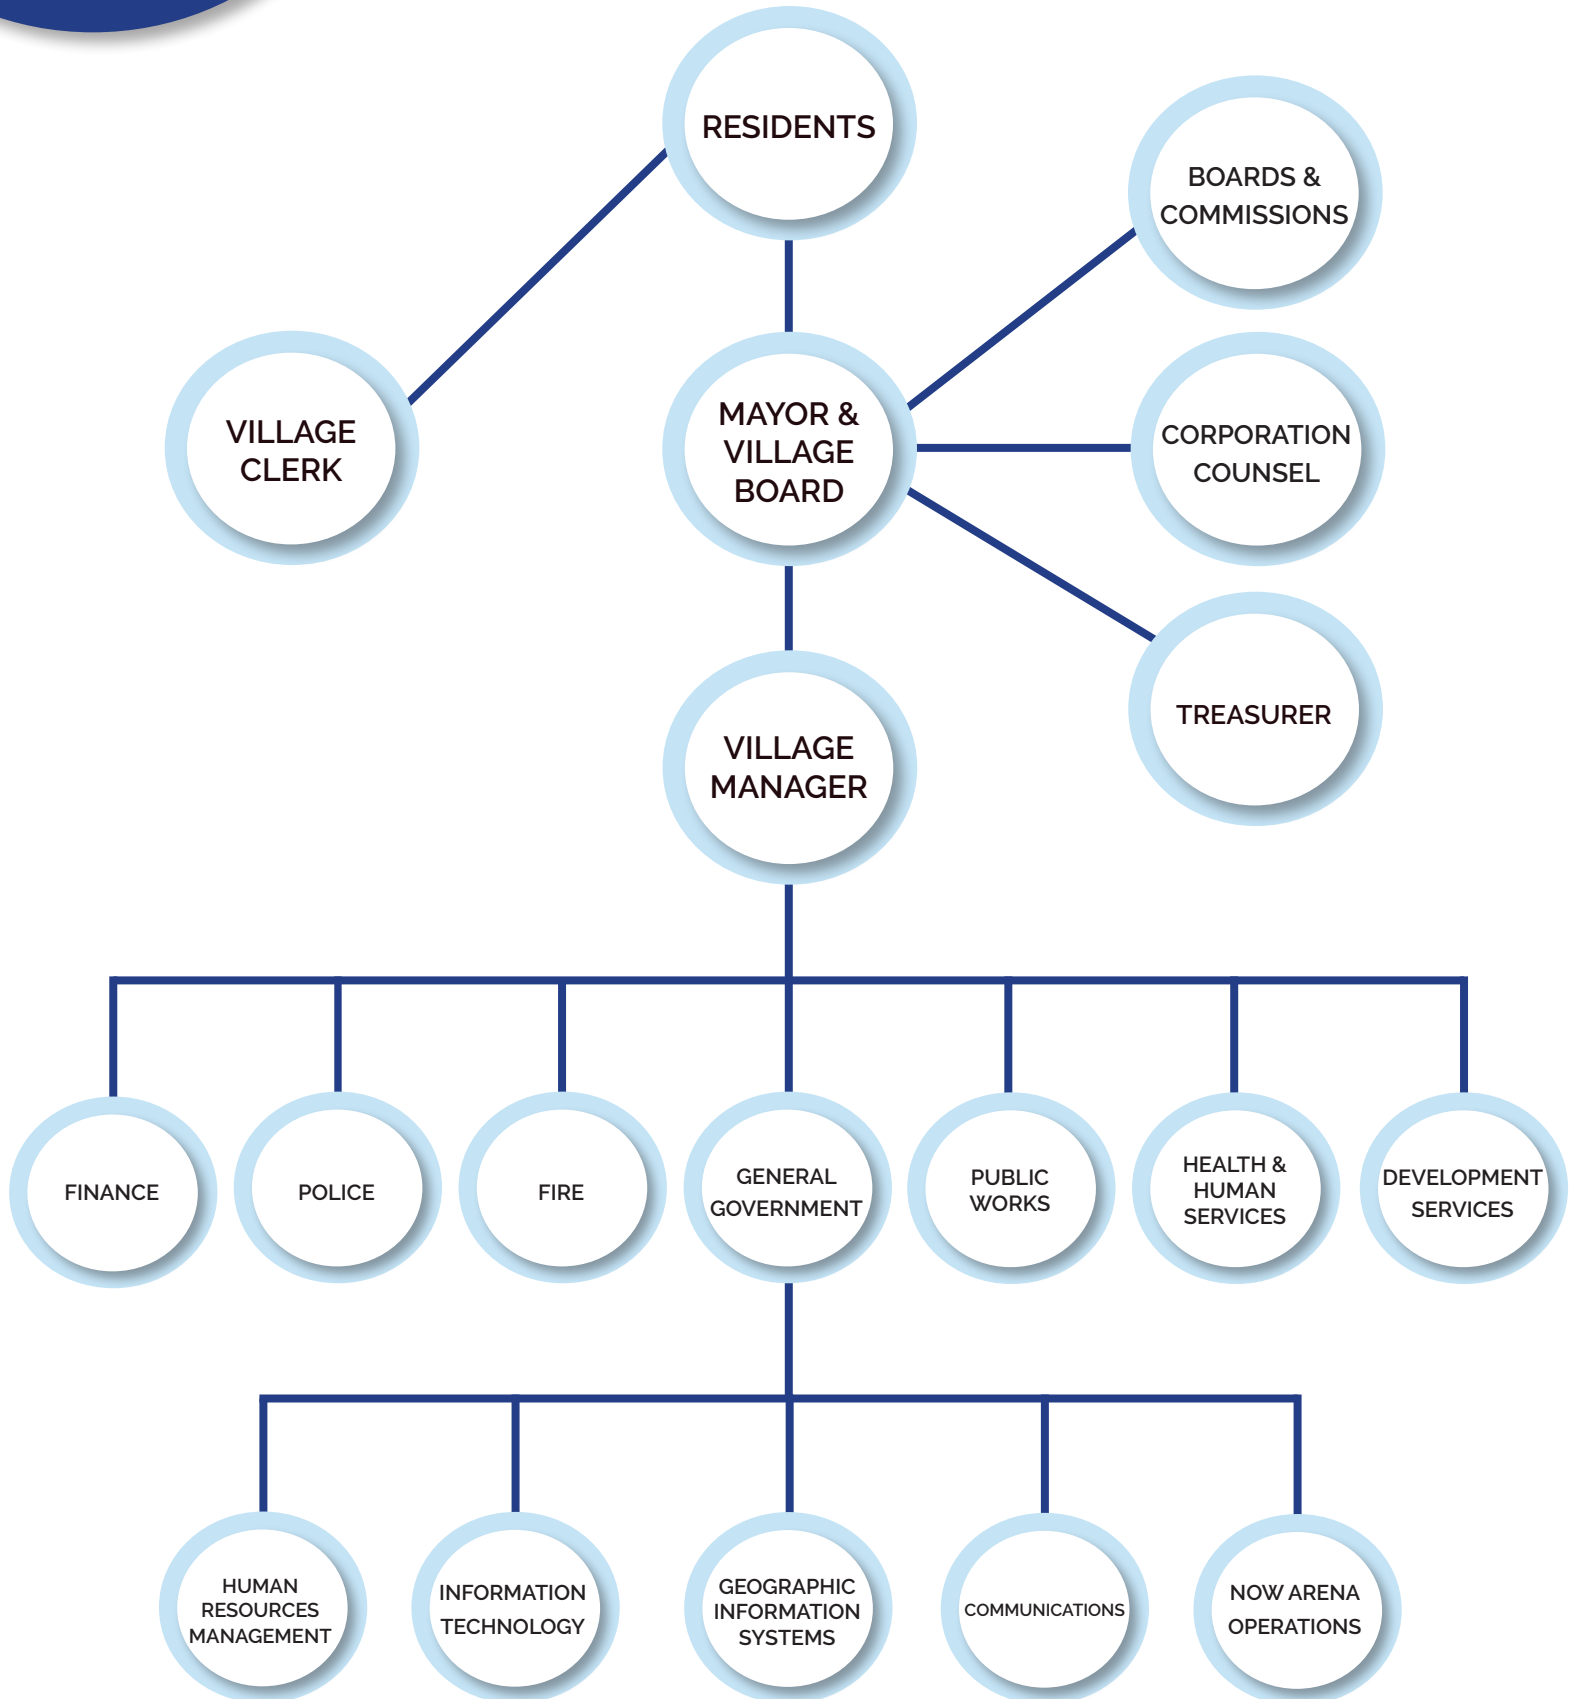 RESIDENTS
BOARDS &
COMMISSIONS
VILLAGE
CLERK
MAYOR &
VILLAGE
BOARD
CORPORATION
COUNSEL
TREASURER
VILLAGE
MANAGER
FINANCE
POLICE
FIRE
GENERAL
GOVERNMENT
PUBLIC
WORKS
HEALTH &
HUMAN
SERVICES
DEVELOPMENT
SERVICES
HUMAN
RESOURCES
MANAGEMENT
INFORMATION
TECHNOLOGY
GEOGRAPHIC
INFORMATION
SYSTEMS
COMMUNICATIONS
NOW ARENA
OPERATIONS